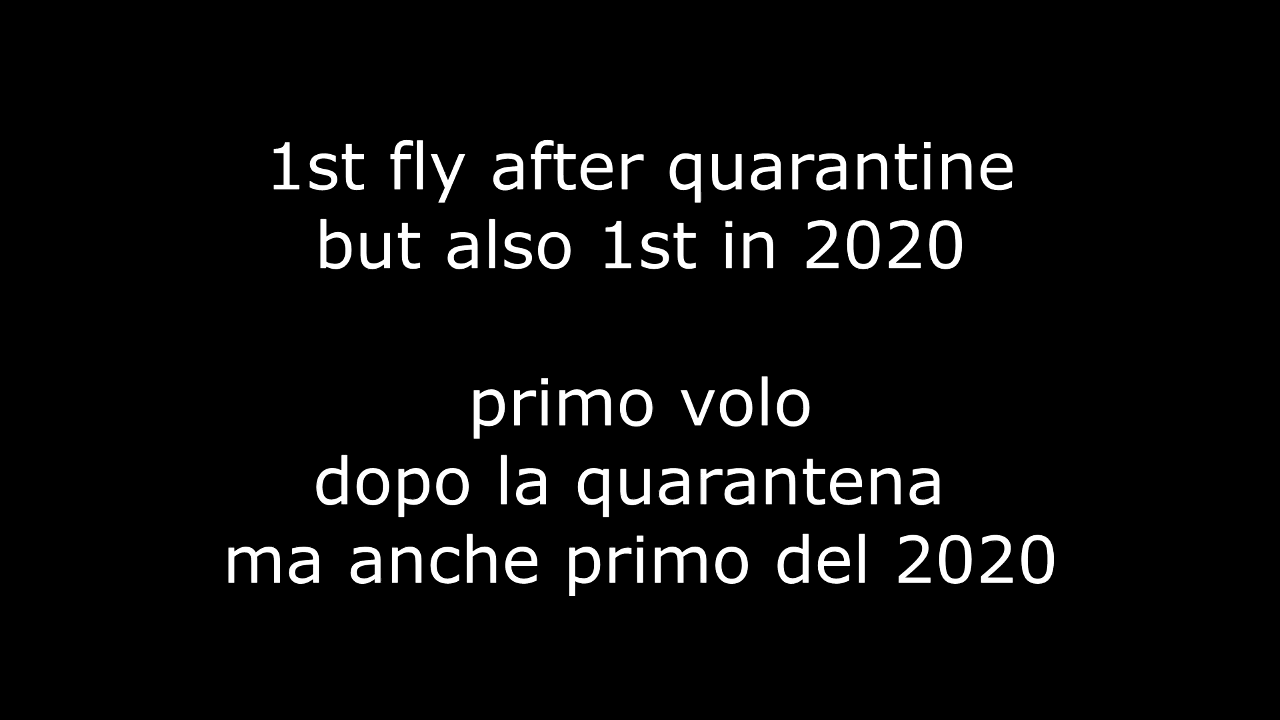 1st fly after quarantine
but also 1st in 2020
primo volo
dopo la quarantena
ma anche primo del 2020